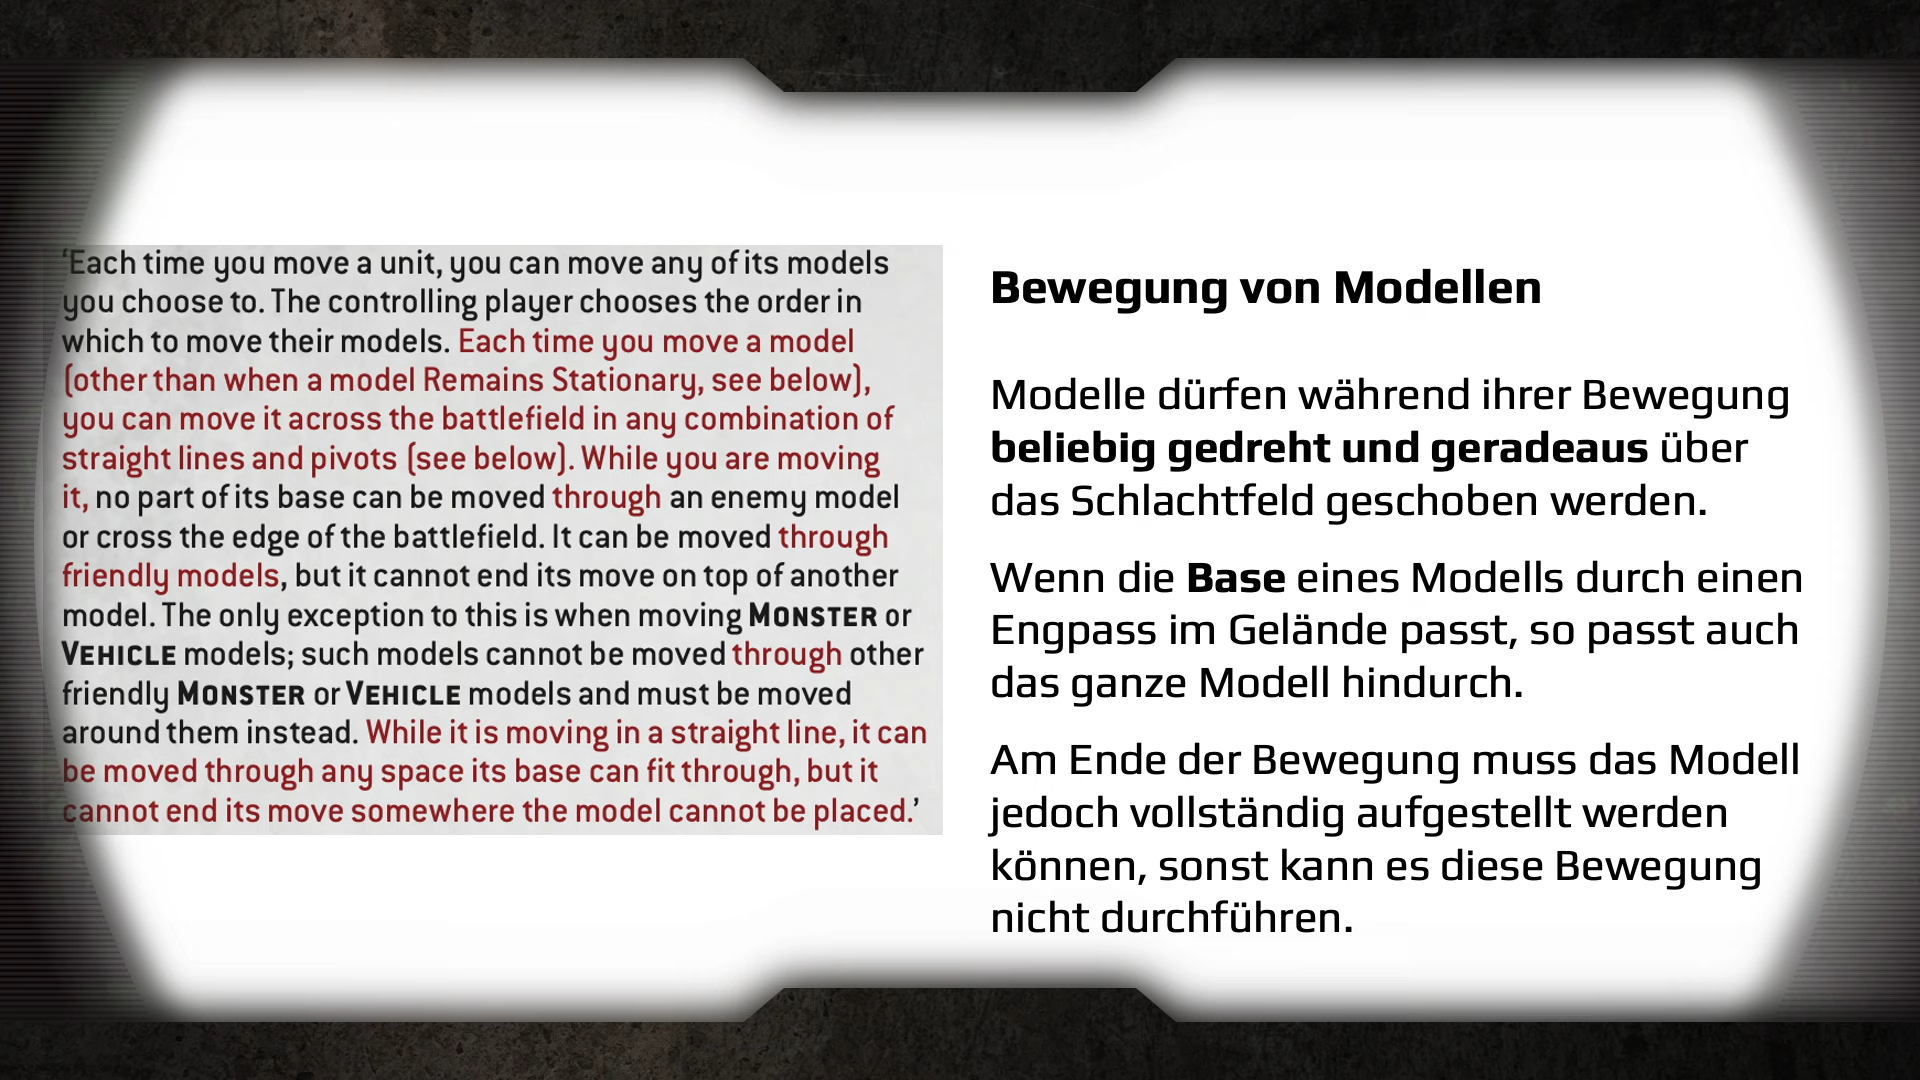 ‘Each time you move a unit, you can move any of its models
you choose to. The controlling player chooses the order in
which to move their models. Each time you move a model
(other than when a model Remains Stationary, see below),
you can move it across the battlefield in any combination of
straight lines and pivots (see below). While you are moving
it, no part of its base can be moved through an enemy model
or cross the edge of the battlefield. It can be moved through
friendly models, but it cannot end its move on top of another
model. The only exception to this is when moving MONSTER or
VEHICLE models; such models cannot be moved through other
friendly MONSTER or VEHICLE models and must be moved
around them instead. While it is moving in a straight line, it can
be moved through any space its base can fit through, but it
cannot end its move somewhere the model cannot be placed.’
Bewegung von Modellen
Modelle dürfen während ihrer Bewegung
beliebig gedreht und geradeaus über
das Schlachtfeld geschoben werden.
Wenn die Base eines Modells durch einen
Engpass im Gelände passt, so passt auch
das ganze Modell hindurch.
Am Ende der Bewegung muss das Modell
jedoch vollständig aufgestellt werden
können, sonst kann es diese Bewegung
nicht durchführen.